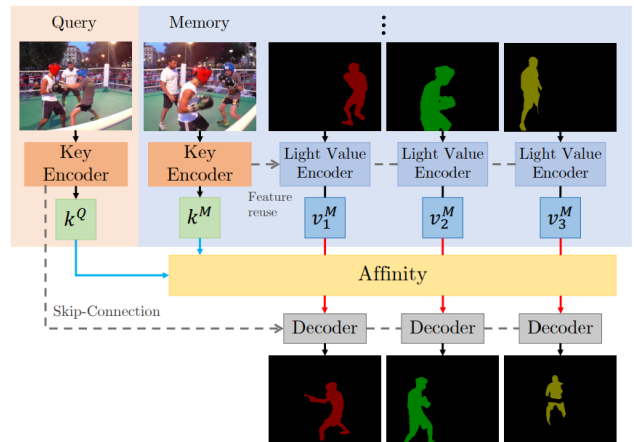 Query
Memory
Key
Encoder
Key
Encoder
Light Value
Encoder
Light Value
Encoder
Light Value
Encoder
Feature
reuse
k^Q
k^M
v_1^M
v_2^M
v_3^M
Affinity
Skip-Connection
Decoder
Decoder
Decoder